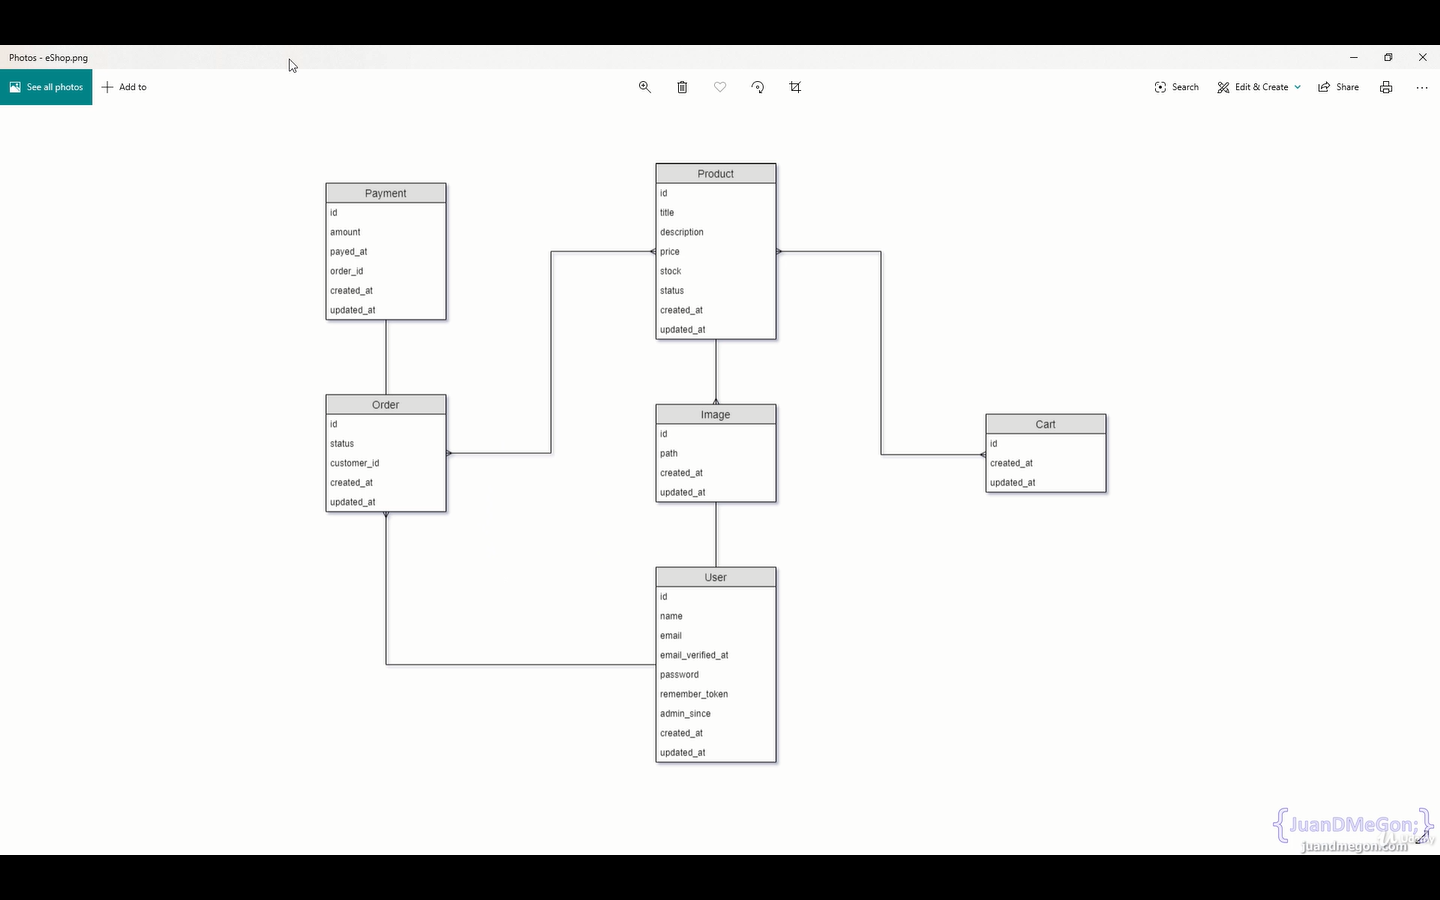 Photos - eShop.png
See all photos
Add to
Search
Edit & Create
Share
Payment
id
amount
payed_at
order_id
created_at
updated_at
Product
id
title
description
price
stock
status
created_at
updated_at
Order
id
status
customer_id
created_at
updated_at
Image
id
path
created_at
updated_at
Cart
id
created_at
updated_at
User
id
name
email
email_verified_at
password
remember_token
admin_since
created_at
updated_at
{JuanDMeGon;}
Udemy
juandmegon.com